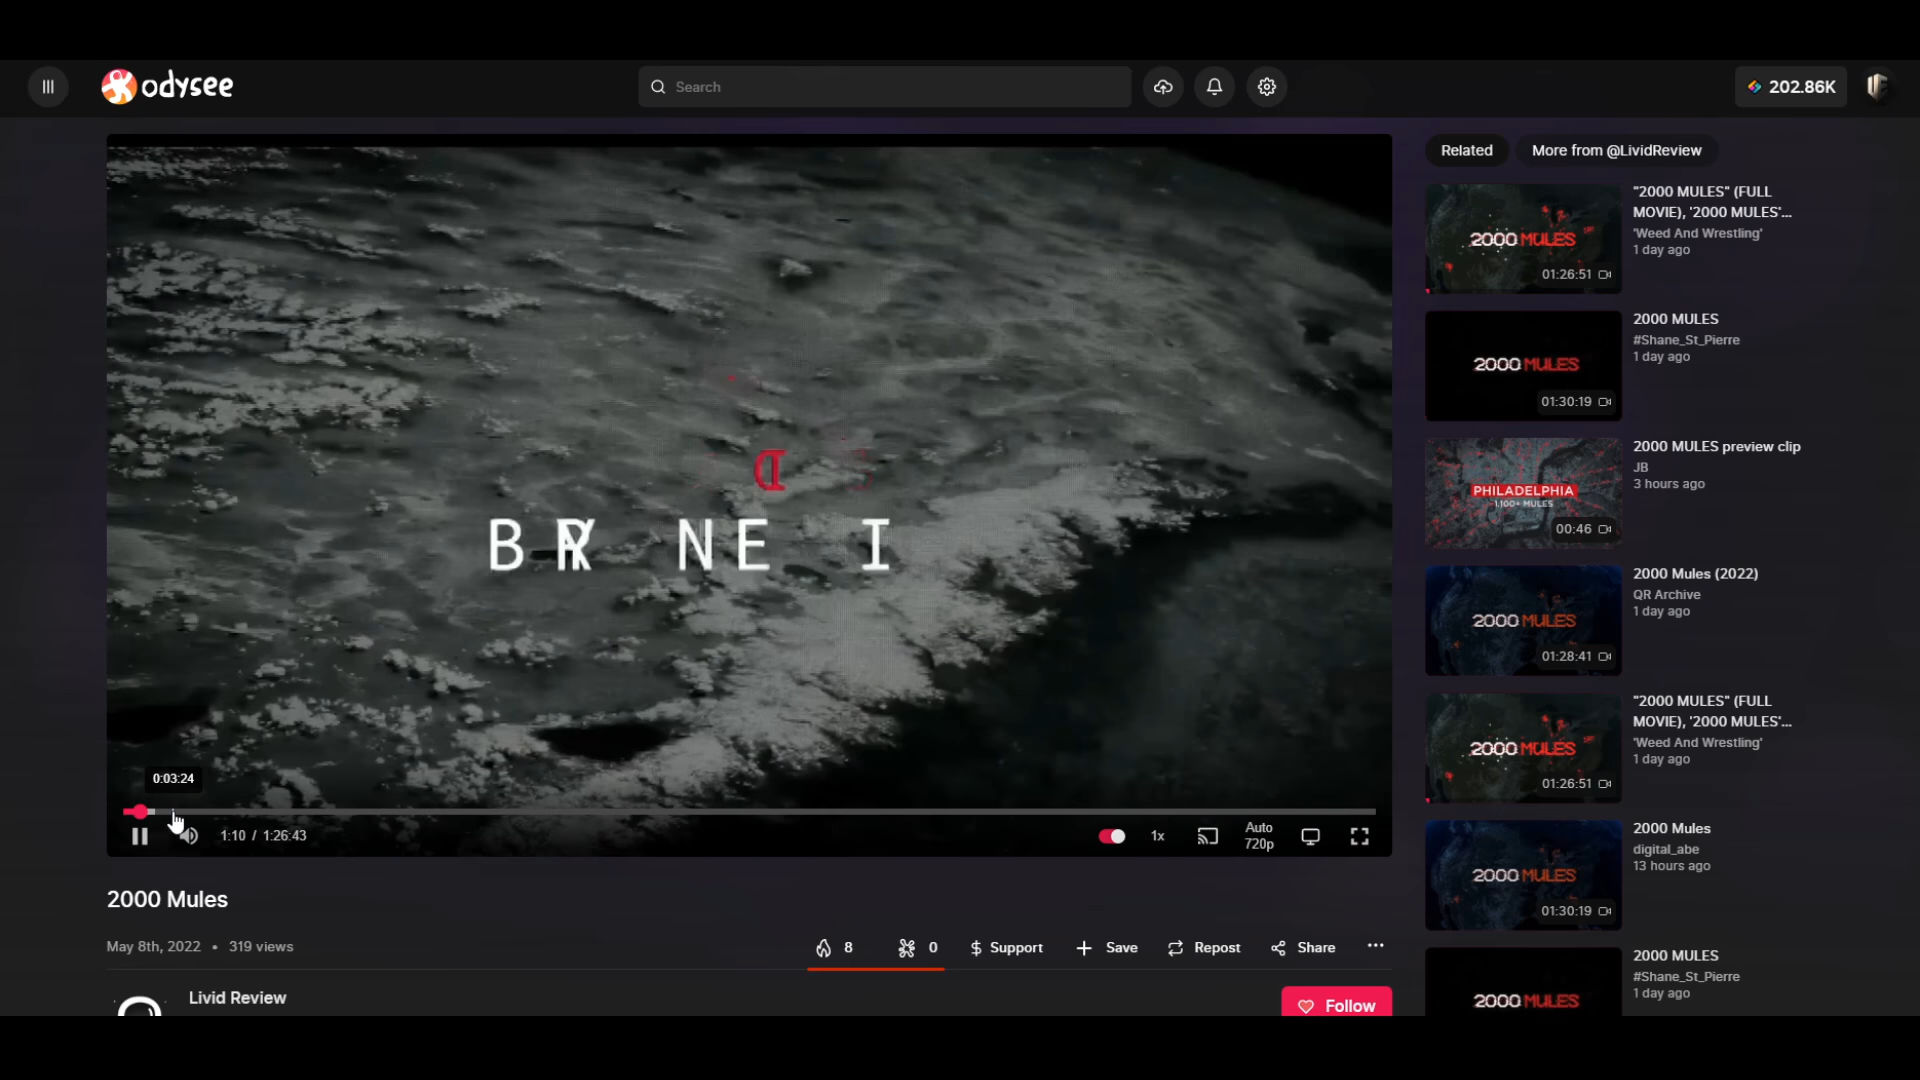 odysee
Search
202.86K
B R N E I
0:03:24
1:10 / 1:26:43
1x
Auto
720p
2000 Mules
May 8th, 2022 • 319 views
8
0
$ Support
Save
Repost
Share
Livid Review
Follow
Related
More from @LividReview
2000 MULES
01:26:51
"2000 MULES" (FULL
MOVIE), '2000 MULES'...
'Weed And Wrestling'
1 day ago
2000 MULES
01:30:19
2000 MULES
#Shane_St_Pierre
1 day ago
PHILADELPHIA
1,100+ MULES
00:46
2000 MULES preview clip
JB
3 hours ago
2000 MULES
01:28:41
2000 Mules (2022)
QR Archive
1 day ago
2000 MULES
01:26:51
"2000 MULES" (FULL
MOVIE), '2000 MULES'...
'Weed And Wrestling'
1 day ago
2000 MULES
01:30:19
2000 Mules
digital_abe
13 hours ago
2000 MULES
2000 MULES
#Shane_St_Pierre
1 day ago